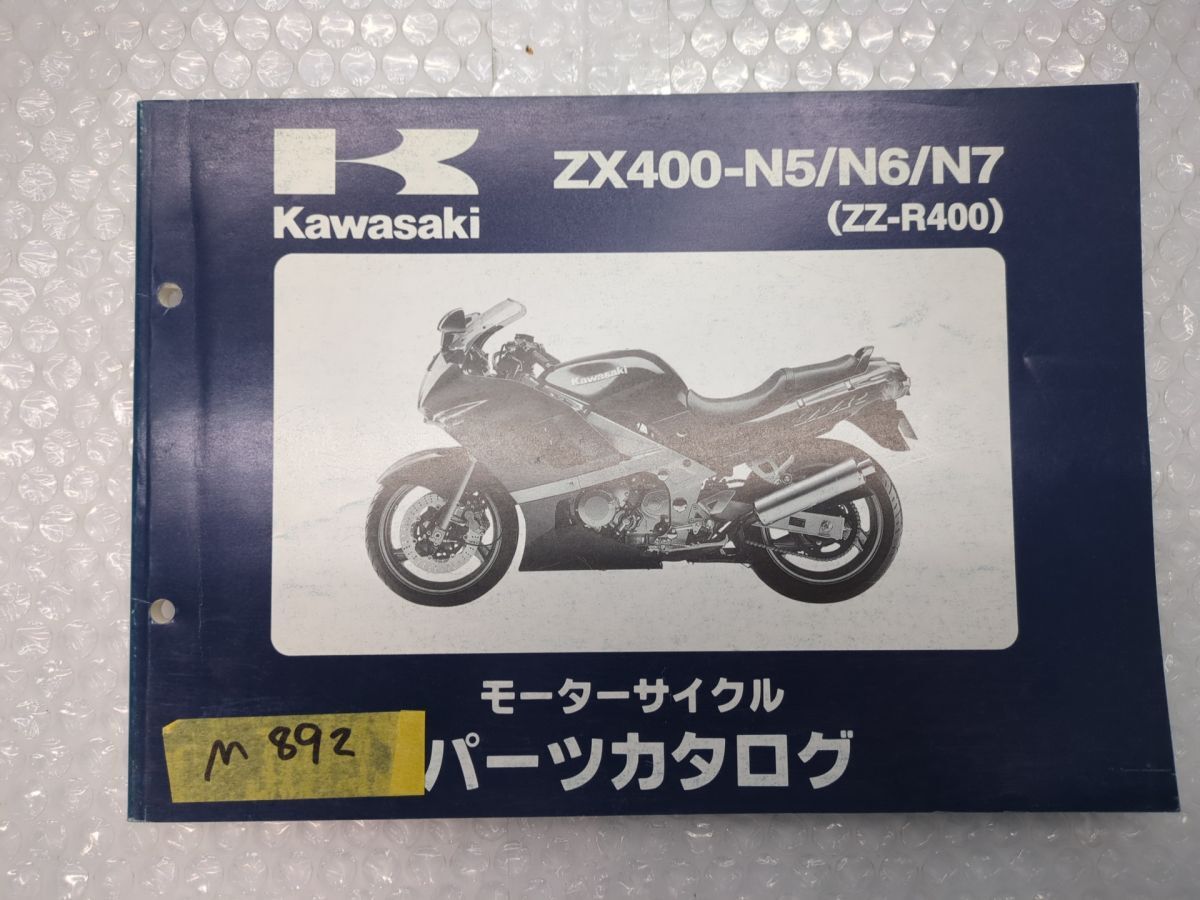 Kawasaki
ZX400-N5/N6/N7
(ZZ-R400)
Kawasaki
モーターサイクル
パーツカタログ
M 892